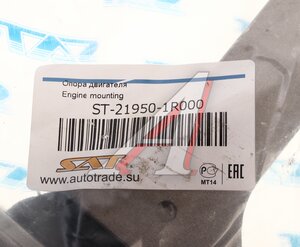 Опора двигателя
Engine mounting
ST-21950-1R000
SAT
www.autotrade.su
МТ14
EAC